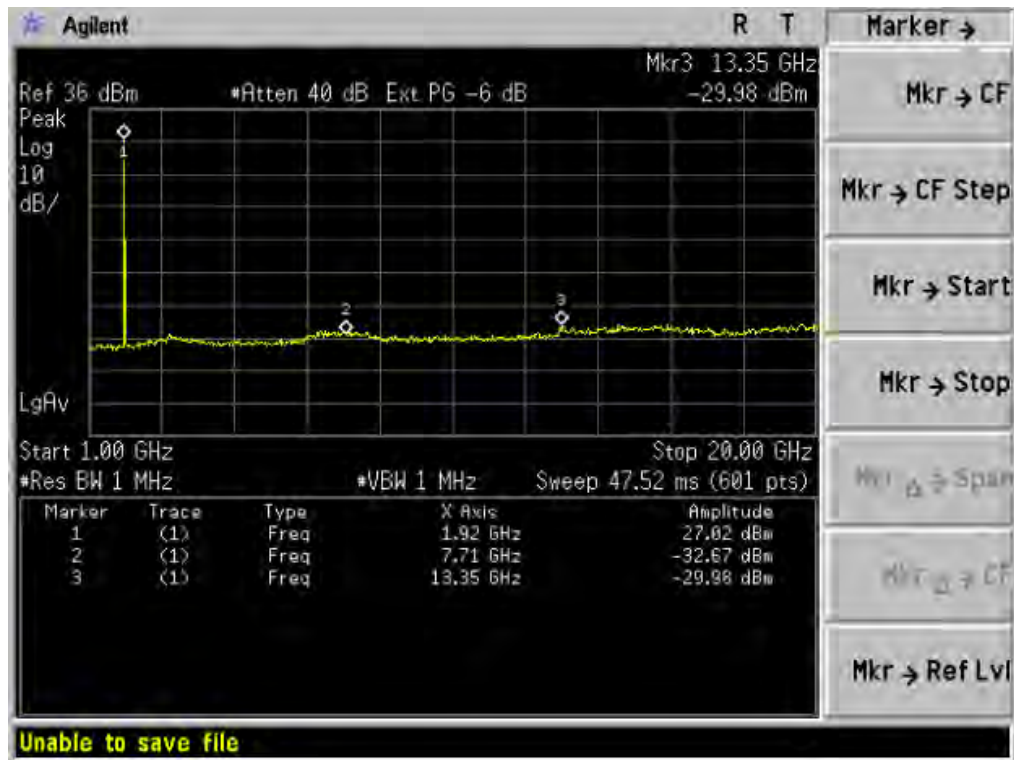 Agilent R T
Mkr3 13.35 GHz
Ref 36 dBm #Atten 40 dB Ext PG -6 dB -29.98 dBm
Peak
Log
10
dB/
1
2
3
LgAv
Start 1.00 GHz Stop 20.00 GHz
#Res BW 1 MHz #VBW 1 MHz Sweep 47.52 ms (601 pts)
Marker Trace Type X Axis Amplitude
1 (1) Freq 1.92 GHz 27.02 dBm
2 (1) Freq 7.71 GHz -32.67 dBm
3 (1) Freq 13.35 GHz -29.98 dBm
Unable to save file
Marker →
Mkr → CF
Mkr → CF Step
Mkr → Start
Mkr → Stop
Mkr Δ → Span
Mkr Δ → CF
Mkr → Ref Lvl